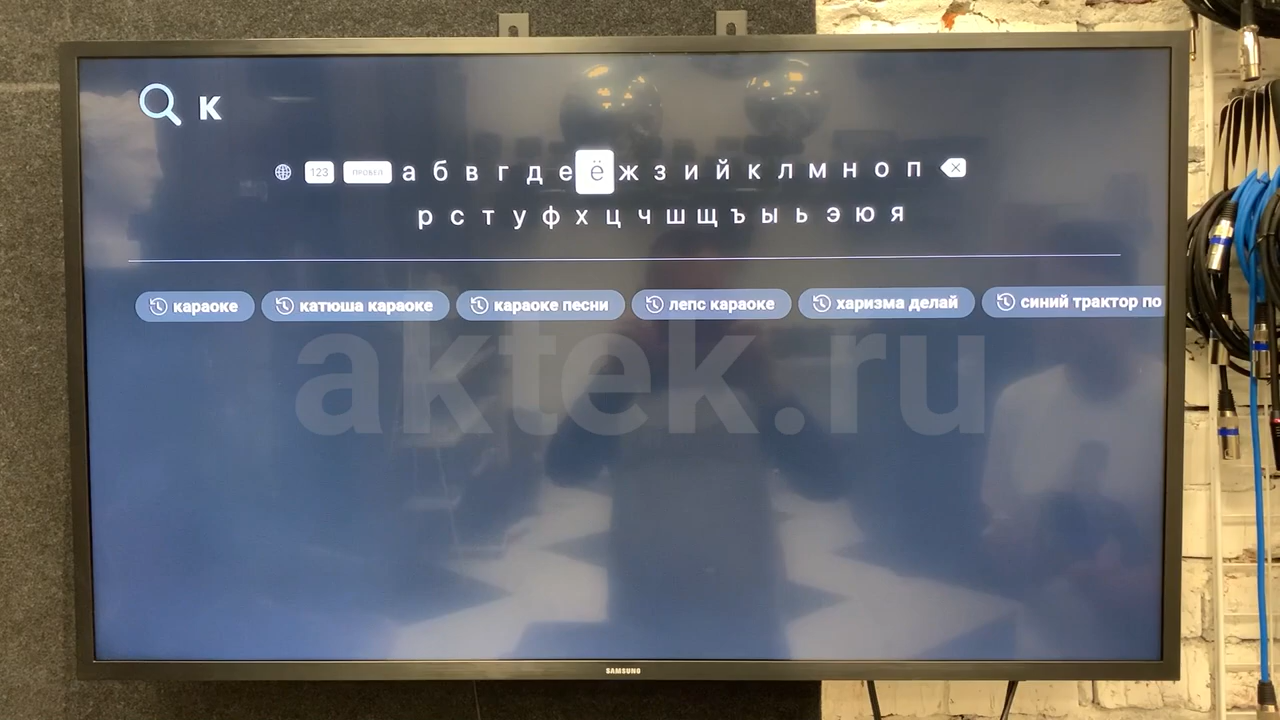 к
123 ПРОБЕЛ а б в г д е ё ж з и й к л м н о п
р с т у ф х ц ч ш щ ъ ы ь э ю я
караоке катюша караоке караоке песни лепс караоке харизма делай синий трактор по
aktek.ru
SAMSUNG